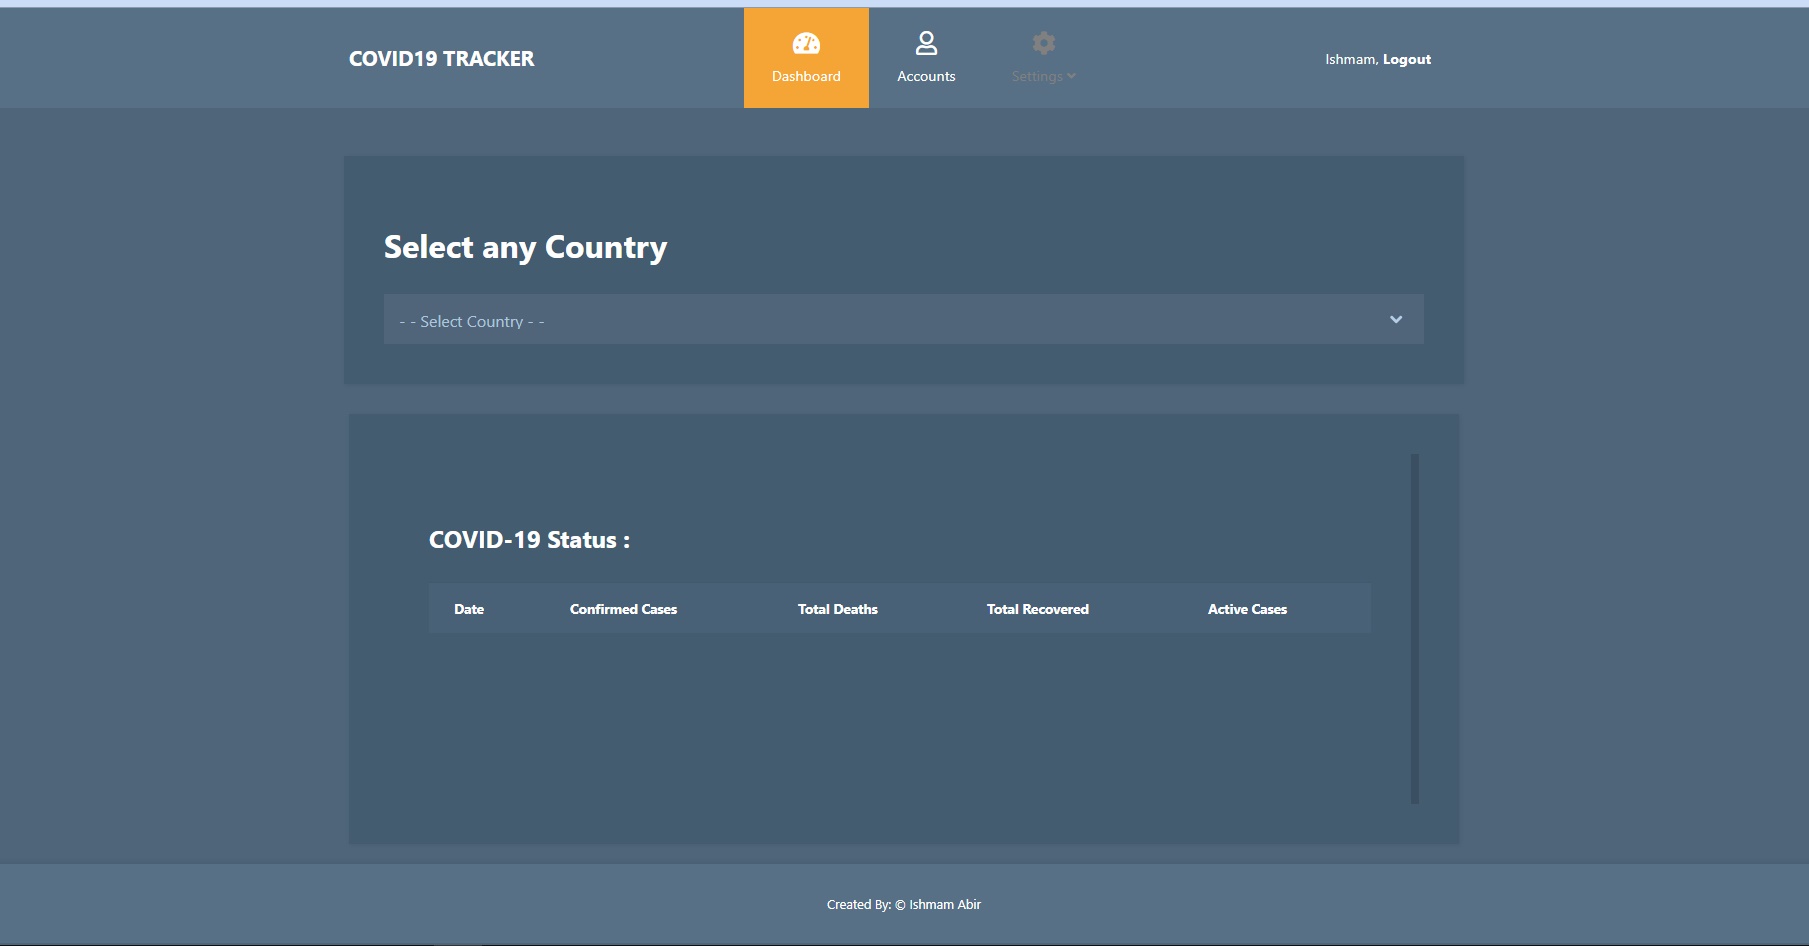 COVID19 TRACKER
Dashboard
Accounts
Settings
Ishmam, Logout
Select any Country
- - Select Country - -
COVID-19 Status :
Date Confirmed Cases Total Deaths Total Recovered Active Cases
Created By: © Ishmam Abir